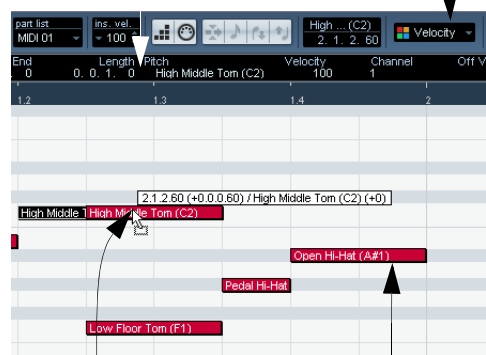 part list
ins. vel.
High ... (C2)
MIDI 01
100
2. 1. 2. 60
Velocity
End
Length
Pitch
Velocity
Channel
Off V
0
0. 0. 1. 0
High Middle Tom (C2)
100
1
1.2
1.3
1.4
2
2.1.2.60 (+0.0.0.60) / High Middle Tom (C2) (+0)
High Middle T
High Middle Tom (C2)
Open Hi-Hat (A#1)
Pedal Hi-Hat
Low Floor Tom (F1)